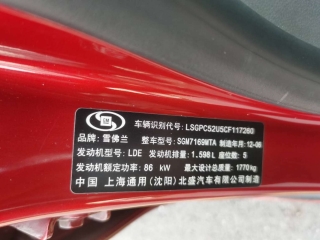 车辆识别代号: LSGPC52U5CF117260
品牌: 雪佛兰 整车型号: SGM7169MTA 制造年月: 12-06
发动机型号: LDE 发动机排量: 1.598L 座位数: 5
发动机额定功率: 86 kW 最大设计总质量: 1770kg
中国 上海通用(沈阳)北盛汽车有限公司制造